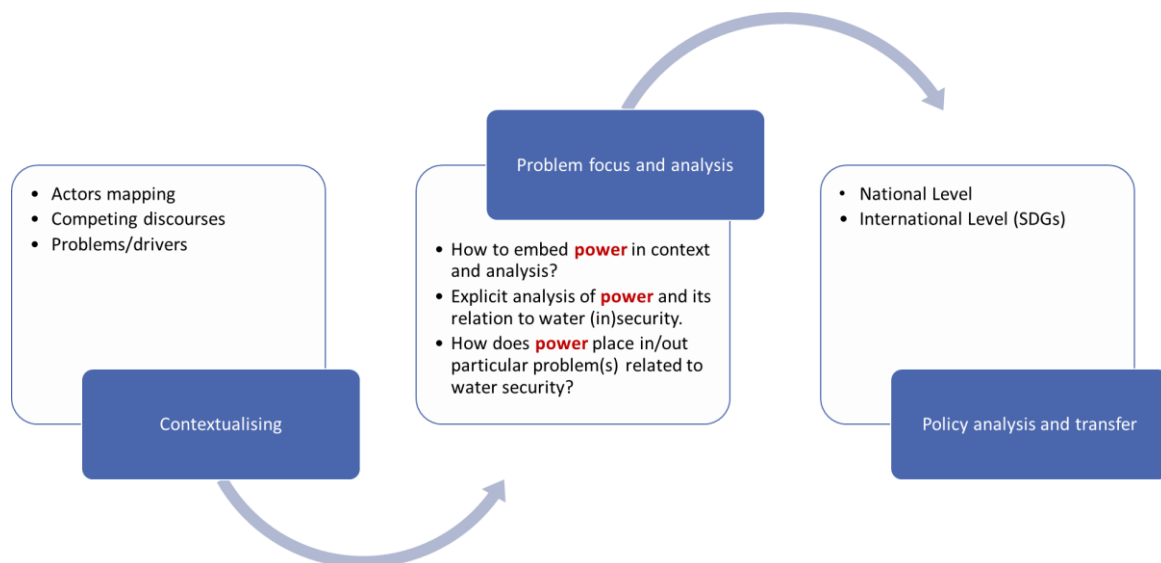 • Actors mapping
• Competing discourses
• Problems/drivers
Contextualising
Problem focus and analysis
• How to embed power in context
and analysis?
• Explicit analysis of power and its
relation to water (in)security.
• How does power place in/out
particular problem(s) related to
water security?
• National Level
• International Level (SDGs)
Policy analysis and transfer